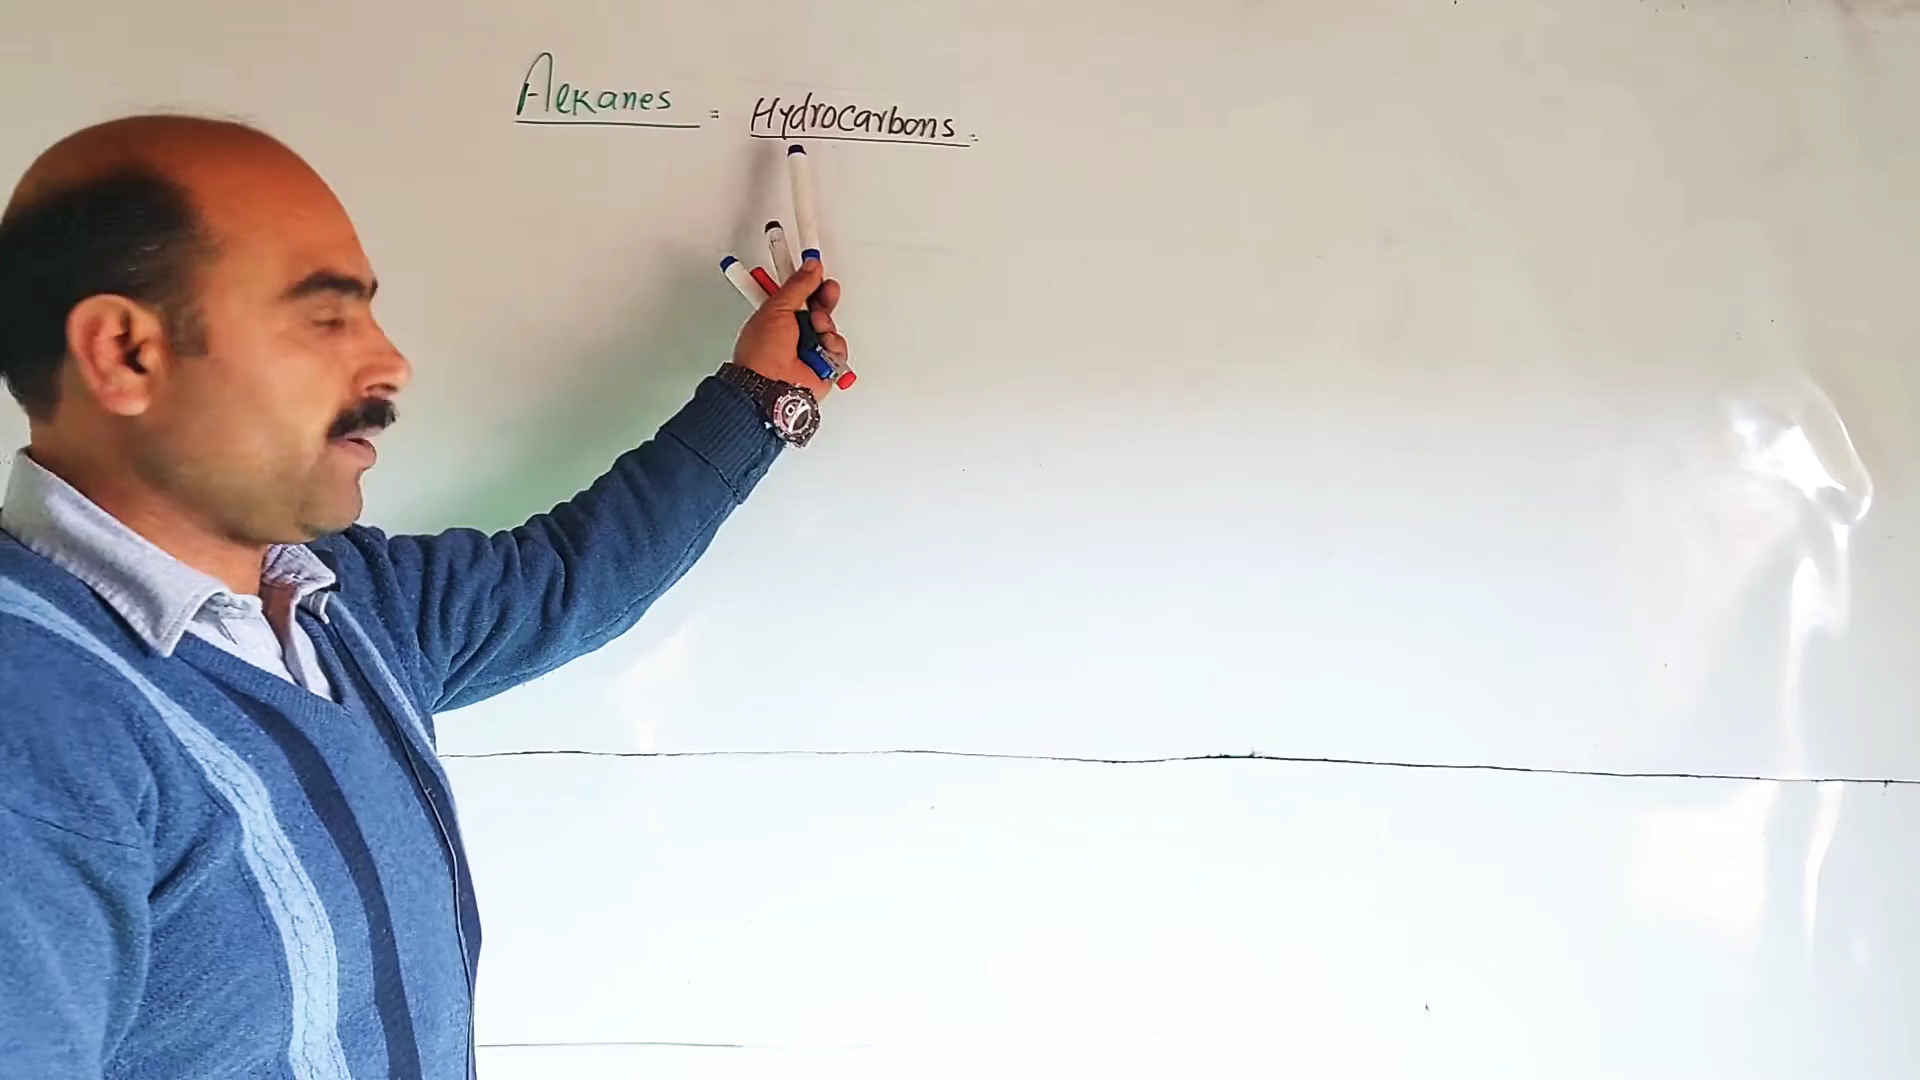 Alkanes = Hydrocarbons =